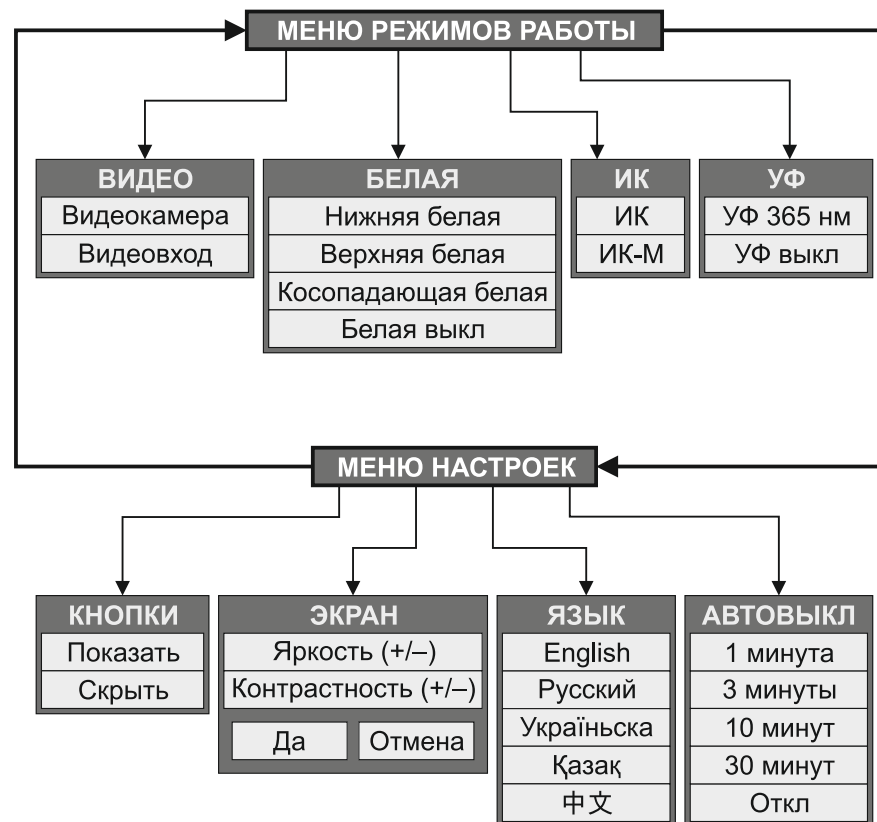 МЕНЮ РЕЖИМОВ РАБОТЫ
ВИДЕО
Видеокамера
Видеовход
БЕЛАЯ
Нижняя белая
Верхняя белая
Косопадающая белая
Белая выкл
ИК
ИК
ИК-М
УФ
УФ 365 нм
УФ выкл
МЕНЮ НАСТРОЕК
КНОПКИ
Показать
Скрыть
ЭКРАН
Яркость (+/–)
Контрастность (+/–)
Да
Отмена
ЯЗЫК
English
Русский
Україньска
Қазақ
中文
АВТОВЫКЛ
1 минута
3 минуты
10 минут
30 минут
Откл